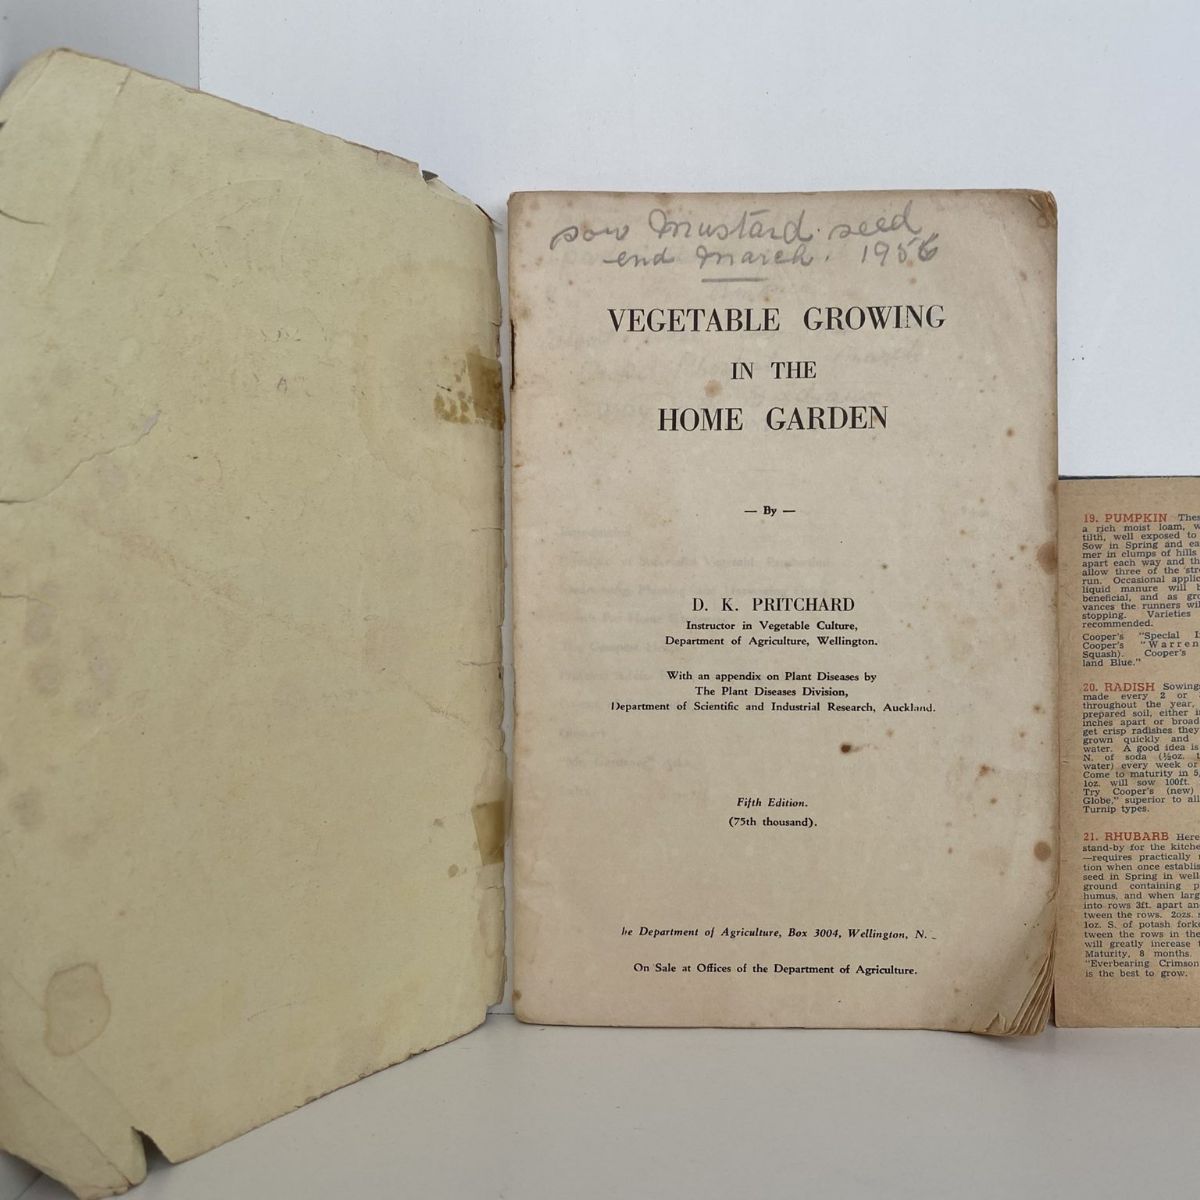 sow mustard seed
end march. 1956
VEGETABLE GROWING
IN THE
HOME GARDEN
— By —
D. K. PRITCHARD
Instructor in Vegetable Culture,
Department of Agriculture, Wellington.
With an appendix on Plant Diseases by
The Plant Diseases Division,
Department of Scientific and Industrial Research, Auckland.
Fifth Edition.
(75th thousand).
he Department of Agriculture, Box 3004, Wellington, N.
On Sale at Offices of the Department of Agriculture.
19. PUMPKIN
a rich moist loam,
tilth, well exposed to
Sow in Spring and
mer in clumps of hills
apart each way and
allow three of the
run. Occasional
liquid manure will
beneficial, and as
vances the runners
stopping. Varieties
recommended.
Cooper's "Special
Cooper's "Warren
Squash). Cooper's
land Blue."
20. RADISH Sowings
made every 2 or
throughout the year,
prepared soil, either
inches apart or
get crisp radishes they
grown quickly and
water. A good idea is
N. of soda (½oz.
water) every week or
Come to maturity in 5,
1oz. will sow 100ft.
Try Cooper's (new)
Globe," superior to
Turnip types.
21. RHUBARB Here
stand-by for the
—requires practically
tion when once
seed in Spring in
ground containing
humus, and when
into rows 3ft. apart
tween the rows. 2ozs.
1oz. S. of potash
tween the rows in
will greatly increase
Maturity, 8 months.
"Everbearing Crimson
is the best to grow.